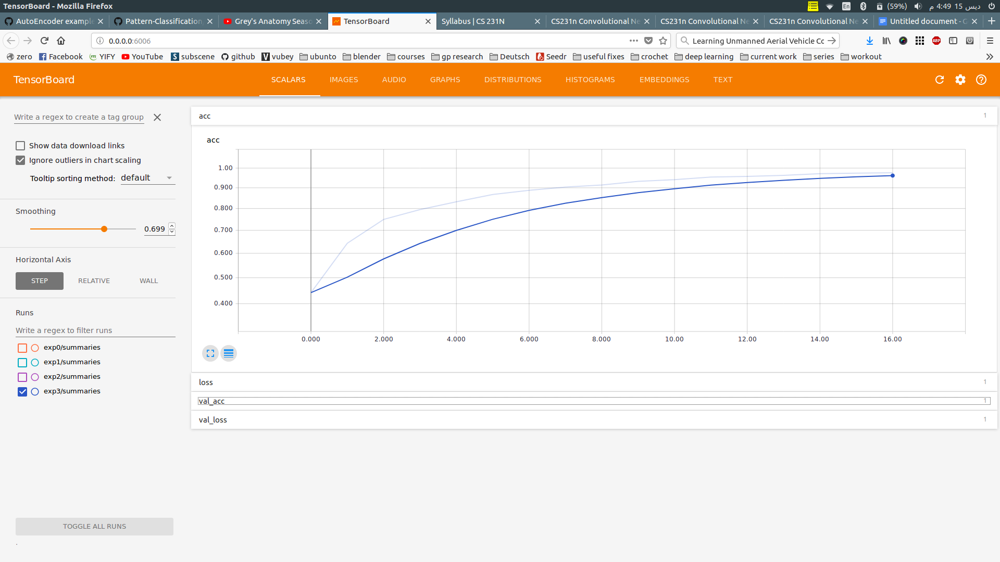 TensorBoard - Mozilla Firefox
En (59%) ديس 15 4:49 م
AutoEncoder example Pattern-Classification Grey's Anatomy Seaso TensorBoard Syllabus | CS 231N CS231n Convolutional Ne CS231n Convolutional Ne CS231n Convolutional Ne Untitled document - G
0.0.0.0:6006 Learning Unmanned Aerial Vehicle Cc ABP
zero Facebook YIFY YouTube subscene github vubey ubunto blender courses gp research Deutsch Seedr useful fixes crochet deep learning current work series workout
TensorBoard SCALARS IMAGES AUDIO GRAPHS DISTRIBUTIONS HISTOGRAMS EMBEDDINGS TEXT
Write a regex to create a tag group
Show data download links
Ignore outliers in chart scaling
Tooltip sorting method: default
Smoothing
0.699
Horizontal Axis
STEP RELATIVE WALL
Runs
Write a regex to filter runs
exp0/summaries
exp1/summaries
exp2/summaries
exp3/summaries
TOGGLE ALL RUNS
.
acc 1
acc
1.00
0.900
0.800
0.700
0.600
0.500
0.400
0.000 2.000 4.000 6.000 8.000 10.00 12.00 14.00 16.00
loss 1
val_acc 1
val_loss 1